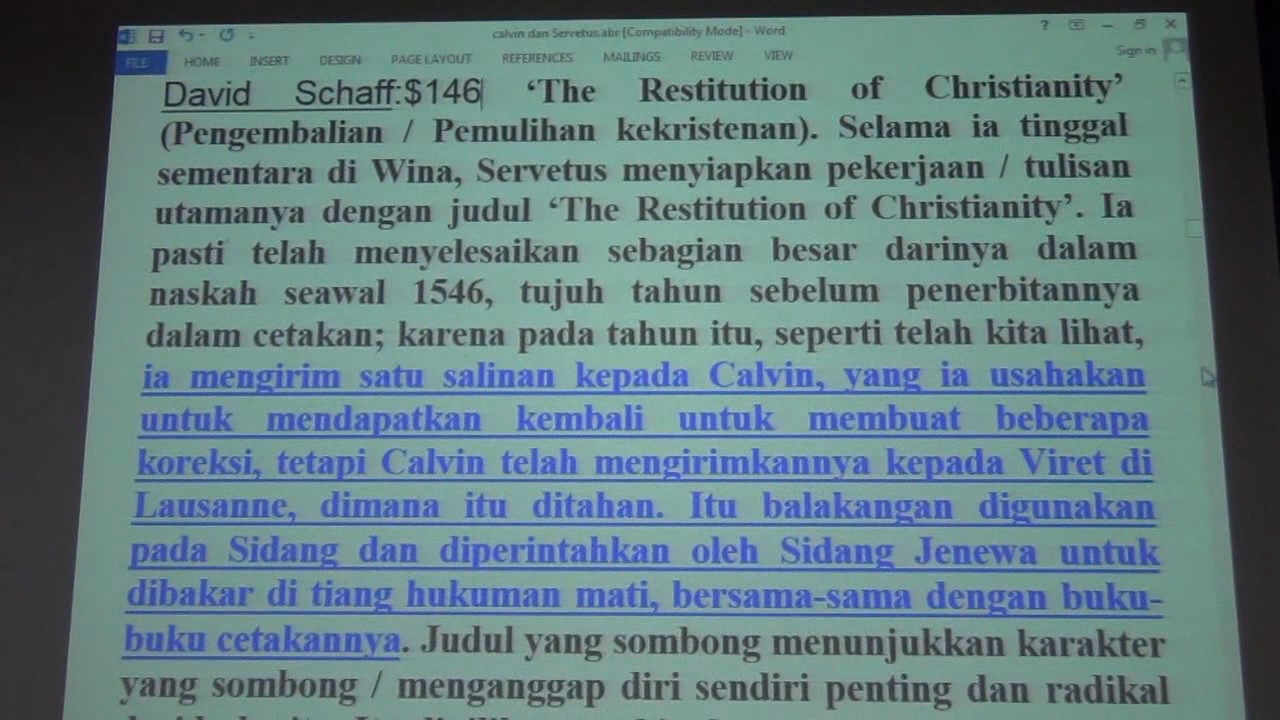 calvin dan Servetus.abr [Compatibility Mode] - Word
?
Sign in
FILE HOME INSERT DESIGN PAGE LAYOUT REFERENCES MAILINGS REVIEW VIEW
David Schaff:$146 ‘The Restitution of Christianity’
(Pengembalian / Pemulihan kekristenan). Selama ia tinggal
sementara di Wina, Servetus menyiapkan pekerjaan / tulisan
utamanya dengan judul ‘The Restitution of Christianity’. Ia
pasti telah menyelesaikan sebagian besar darinya dalam
naskah seawal 1546, tujuh tahun sebelum penerbitannya
dalam cetakan; karena pada tahun itu, seperti telah kita lihat,
ia mengirim satu salinan kepada Calvin, yang ia usahakan
untuk mendapatkan kembali untuk membuat beberapa
koreksi, tetapi Calvin telah mengirimkannya kepada Viret di
Lausanne, dimana itu ditahan. Itu balakangan digunakan
pada Sidang dan diperintahkan oleh Sidang Jenewa untuk
dibakar di tiang hukuman mati, bersama-sama dengan buku-
buku cetakannya. Judul yang sombong menunjukkan karakter
yang sombong / menganggap diri sendiri penting dan radikal